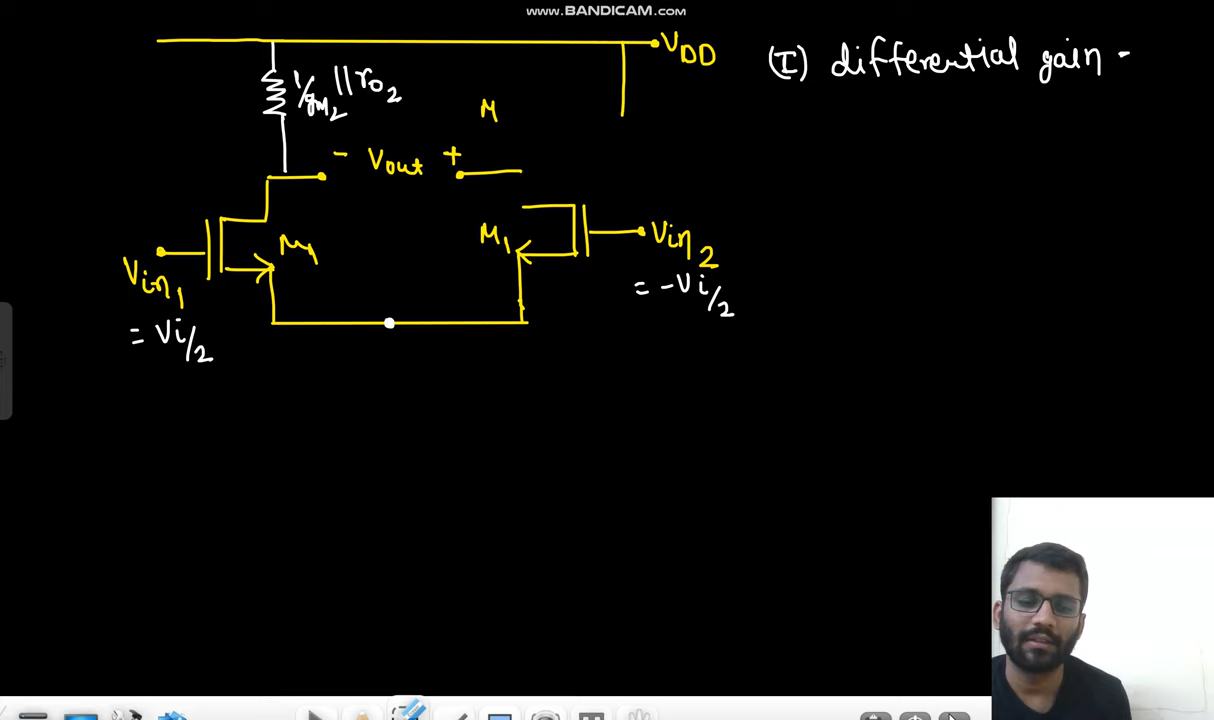 www.BANDICAM.com
VDD
(I) differential gain -
1/gm2 || ro2
M
- Vout +
M1
M1
Vin1
= Vi/2
Vin2
= -Vi/2